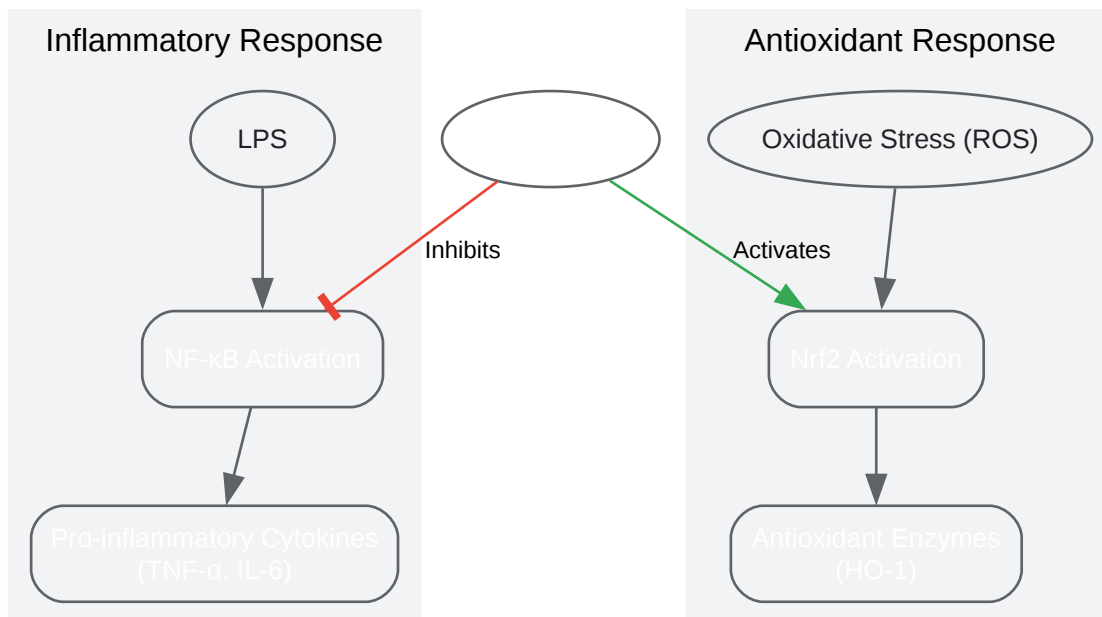 Inflammatory Response
Antioxidant Response
LPS
Oxidative Stress (ROS)
Inhibits
Activates
NF-κB Activation
Nrf2 Activation
Pro-inflammatory Cytokines
(TNF-α, IL-6)
Antioxidant Enzymes
(HO-1)